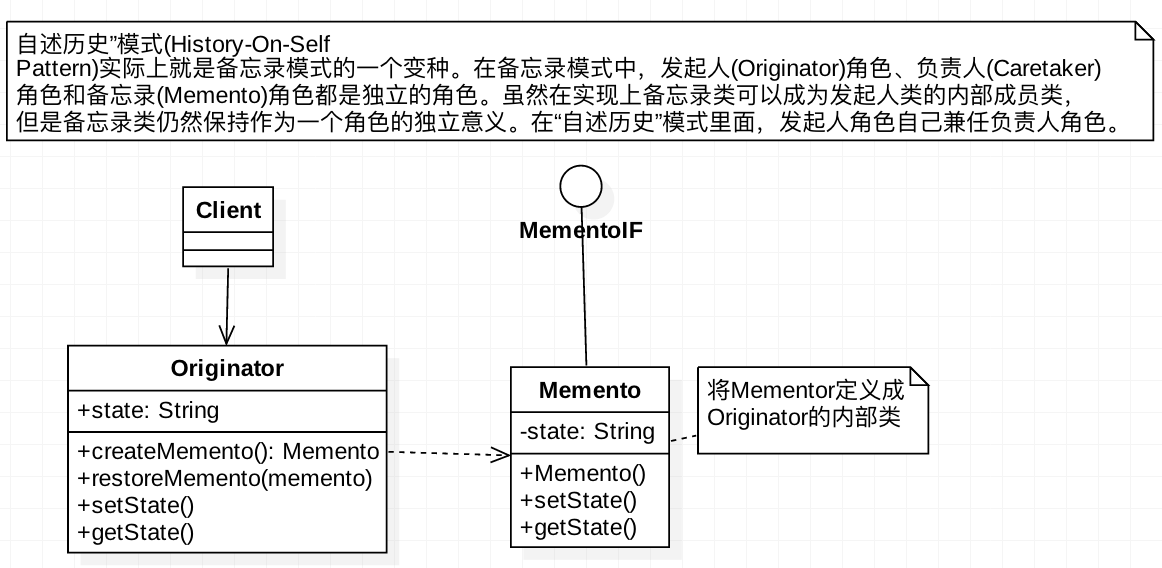 自述历史”模式(History-On-Self
Pattern)实际上就是备忘录模式的一个变种。在备忘录模式中，发起人(Originator)角色、负责人(Caretaker)
角色和备忘录(Memento)角色都是独立的角色。虽然在实现上备忘录类可以成为发起人类的内部成员类，
但是备忘录类仍然保持作为一个角色的独立意义。在“自述历史”模式里面，发起人角色自己兼任负责人角色。
Client
MementoIF
Originator
+state: String
+createMemento(): Memento
+restoreMemento(memento)
+setState()
+getState()
Memento
-state: String
+Memento()
+setState()
+getState()
将Mementor定义成
Originator的内部类